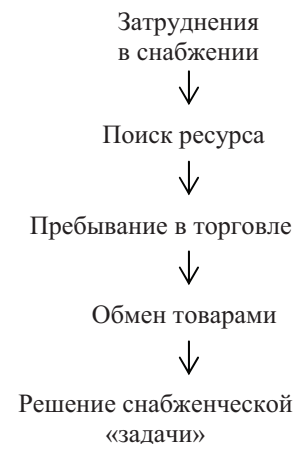 Затруднения
в снабжении
Поиск ресурса
Пребывание в торговле
Обмен товарами
Решение снабженческой
«задачи»